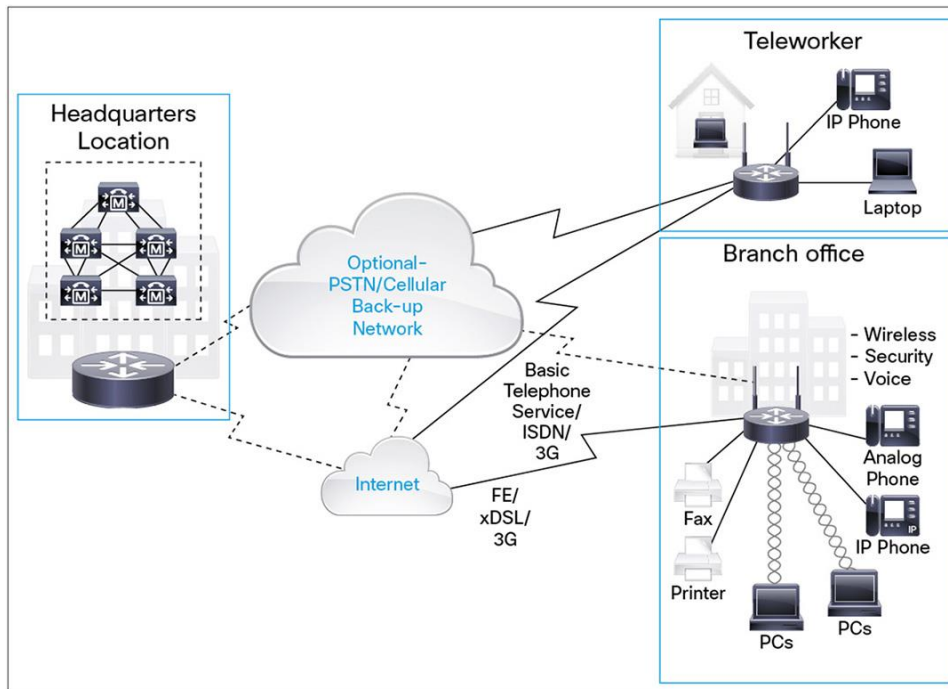 Headquarters
Location
M
M
M
M
M
Optional-
PSTN/Cellular
Back-up
Network
Internet
Basic
Telephone
Service/
ISDN/
3G
FE/
xDSL/
3G
Teleworker
IP Phone
Laptop
Branch office
- Wireless
- Security
- Voice
Analog
Phone
IP
IP Phone
Fax
Printer
PCs
PCs